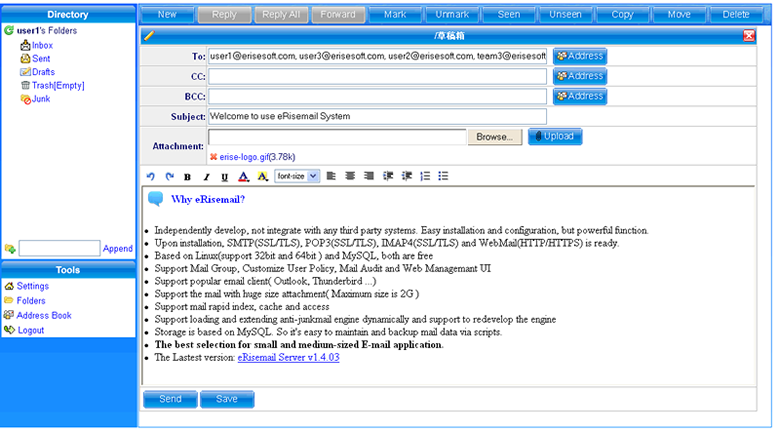 Directory
New Reply Reply All Forward Mark Unmark Seen Unseen Copy Move Delete
user1's Folders
Inbox
Sent
Drafts
Trash[Empty]
Junk
Append
Tools
Settings
Folders
Address Book
Logout
/草稿箱
To: user1@erisesoft.com, user3@erisesoft.com, user2@erisesoft.com, team3@erisesoft Address
CC: Address
BCC: Address
Subject: Welcome to use eRisemail System
Attachment: Browse... Upload
erise-logo.gif(3.78k)
B I U A A font-size
Why eRisemail?
• Independently develop, not integrate with any third party systems. Easy installation and configuration, but powerful function.
• Upon installation, SMTP(SSL/TLS), POP3(SSL/TLS), IMAP4(SSL/TLS) and WebMail(HTTP/HTTPS) is ready.
• Based on Linux(support 32bit and 64bit ) and MySQL, both are free
• Support Mail Group, Customize User Policy, Mail Audit and Web Managemant UI
• Support popular email client( Outlook, Thunderbird ...)
• Support the mail with huge size attachment( Maximum size is 2G )
• Support mail rapid index, cache and access
• Support loading and extending anti-junkmail engine dynamically and support to redevelop the engine
• Storage is based on MySQL. So it's easy to maintain and backup mail data via scripts.
• The best selection for small and medium-sized E-mail application.
• The Lastest version: eRisemail Server v1.4.03
Send Save